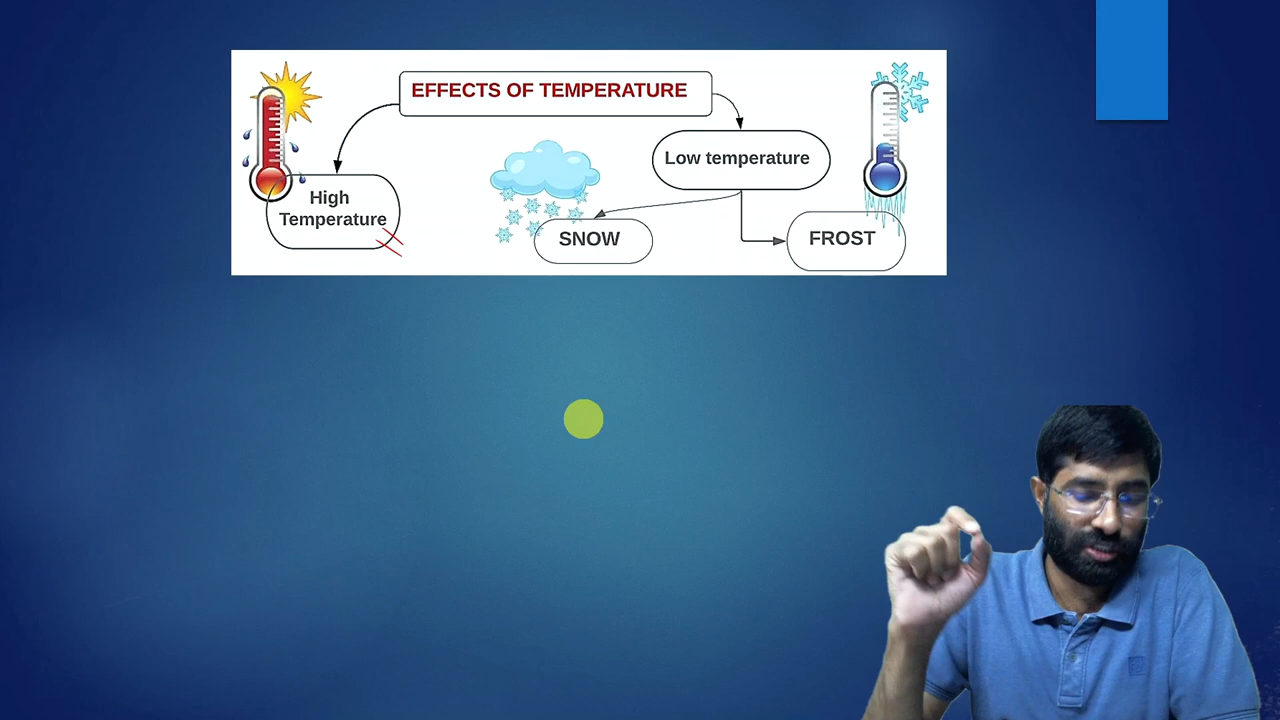 EFFECTS OF TEMPERATURE
Low temperature
High
Temperature
SNOW
FROST